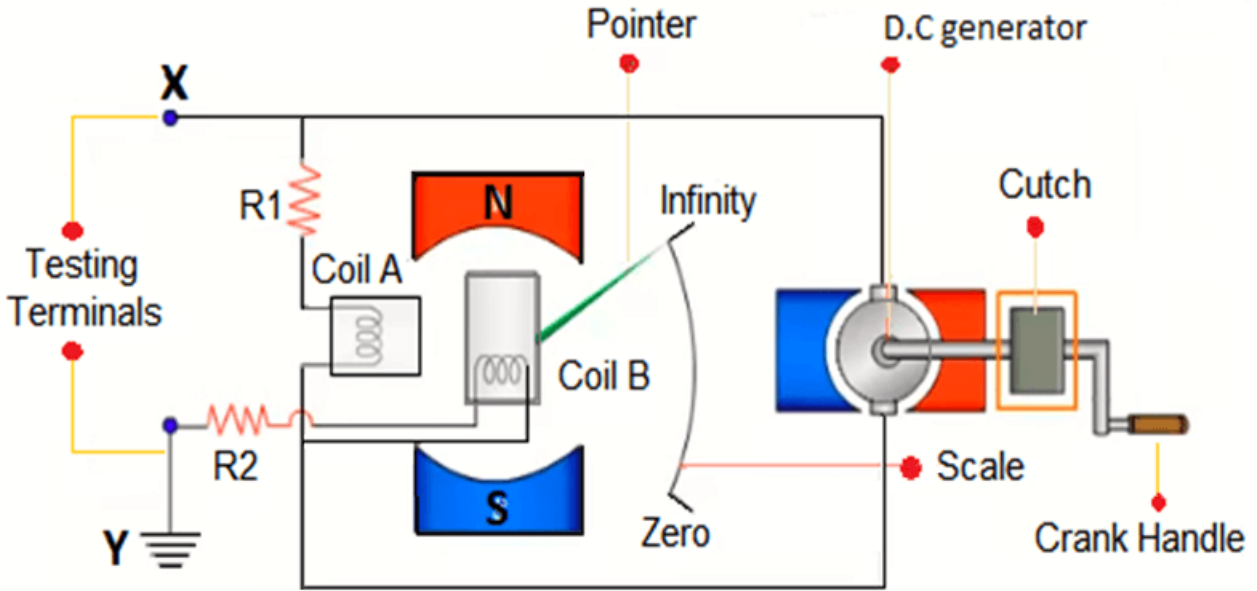 Pointer
D.C generator
X
Cutch
R1
N
Infinity
Coil A
Testing
Terminals
Coil B
R2
S
Scale
Zero
Y
Crank Handle